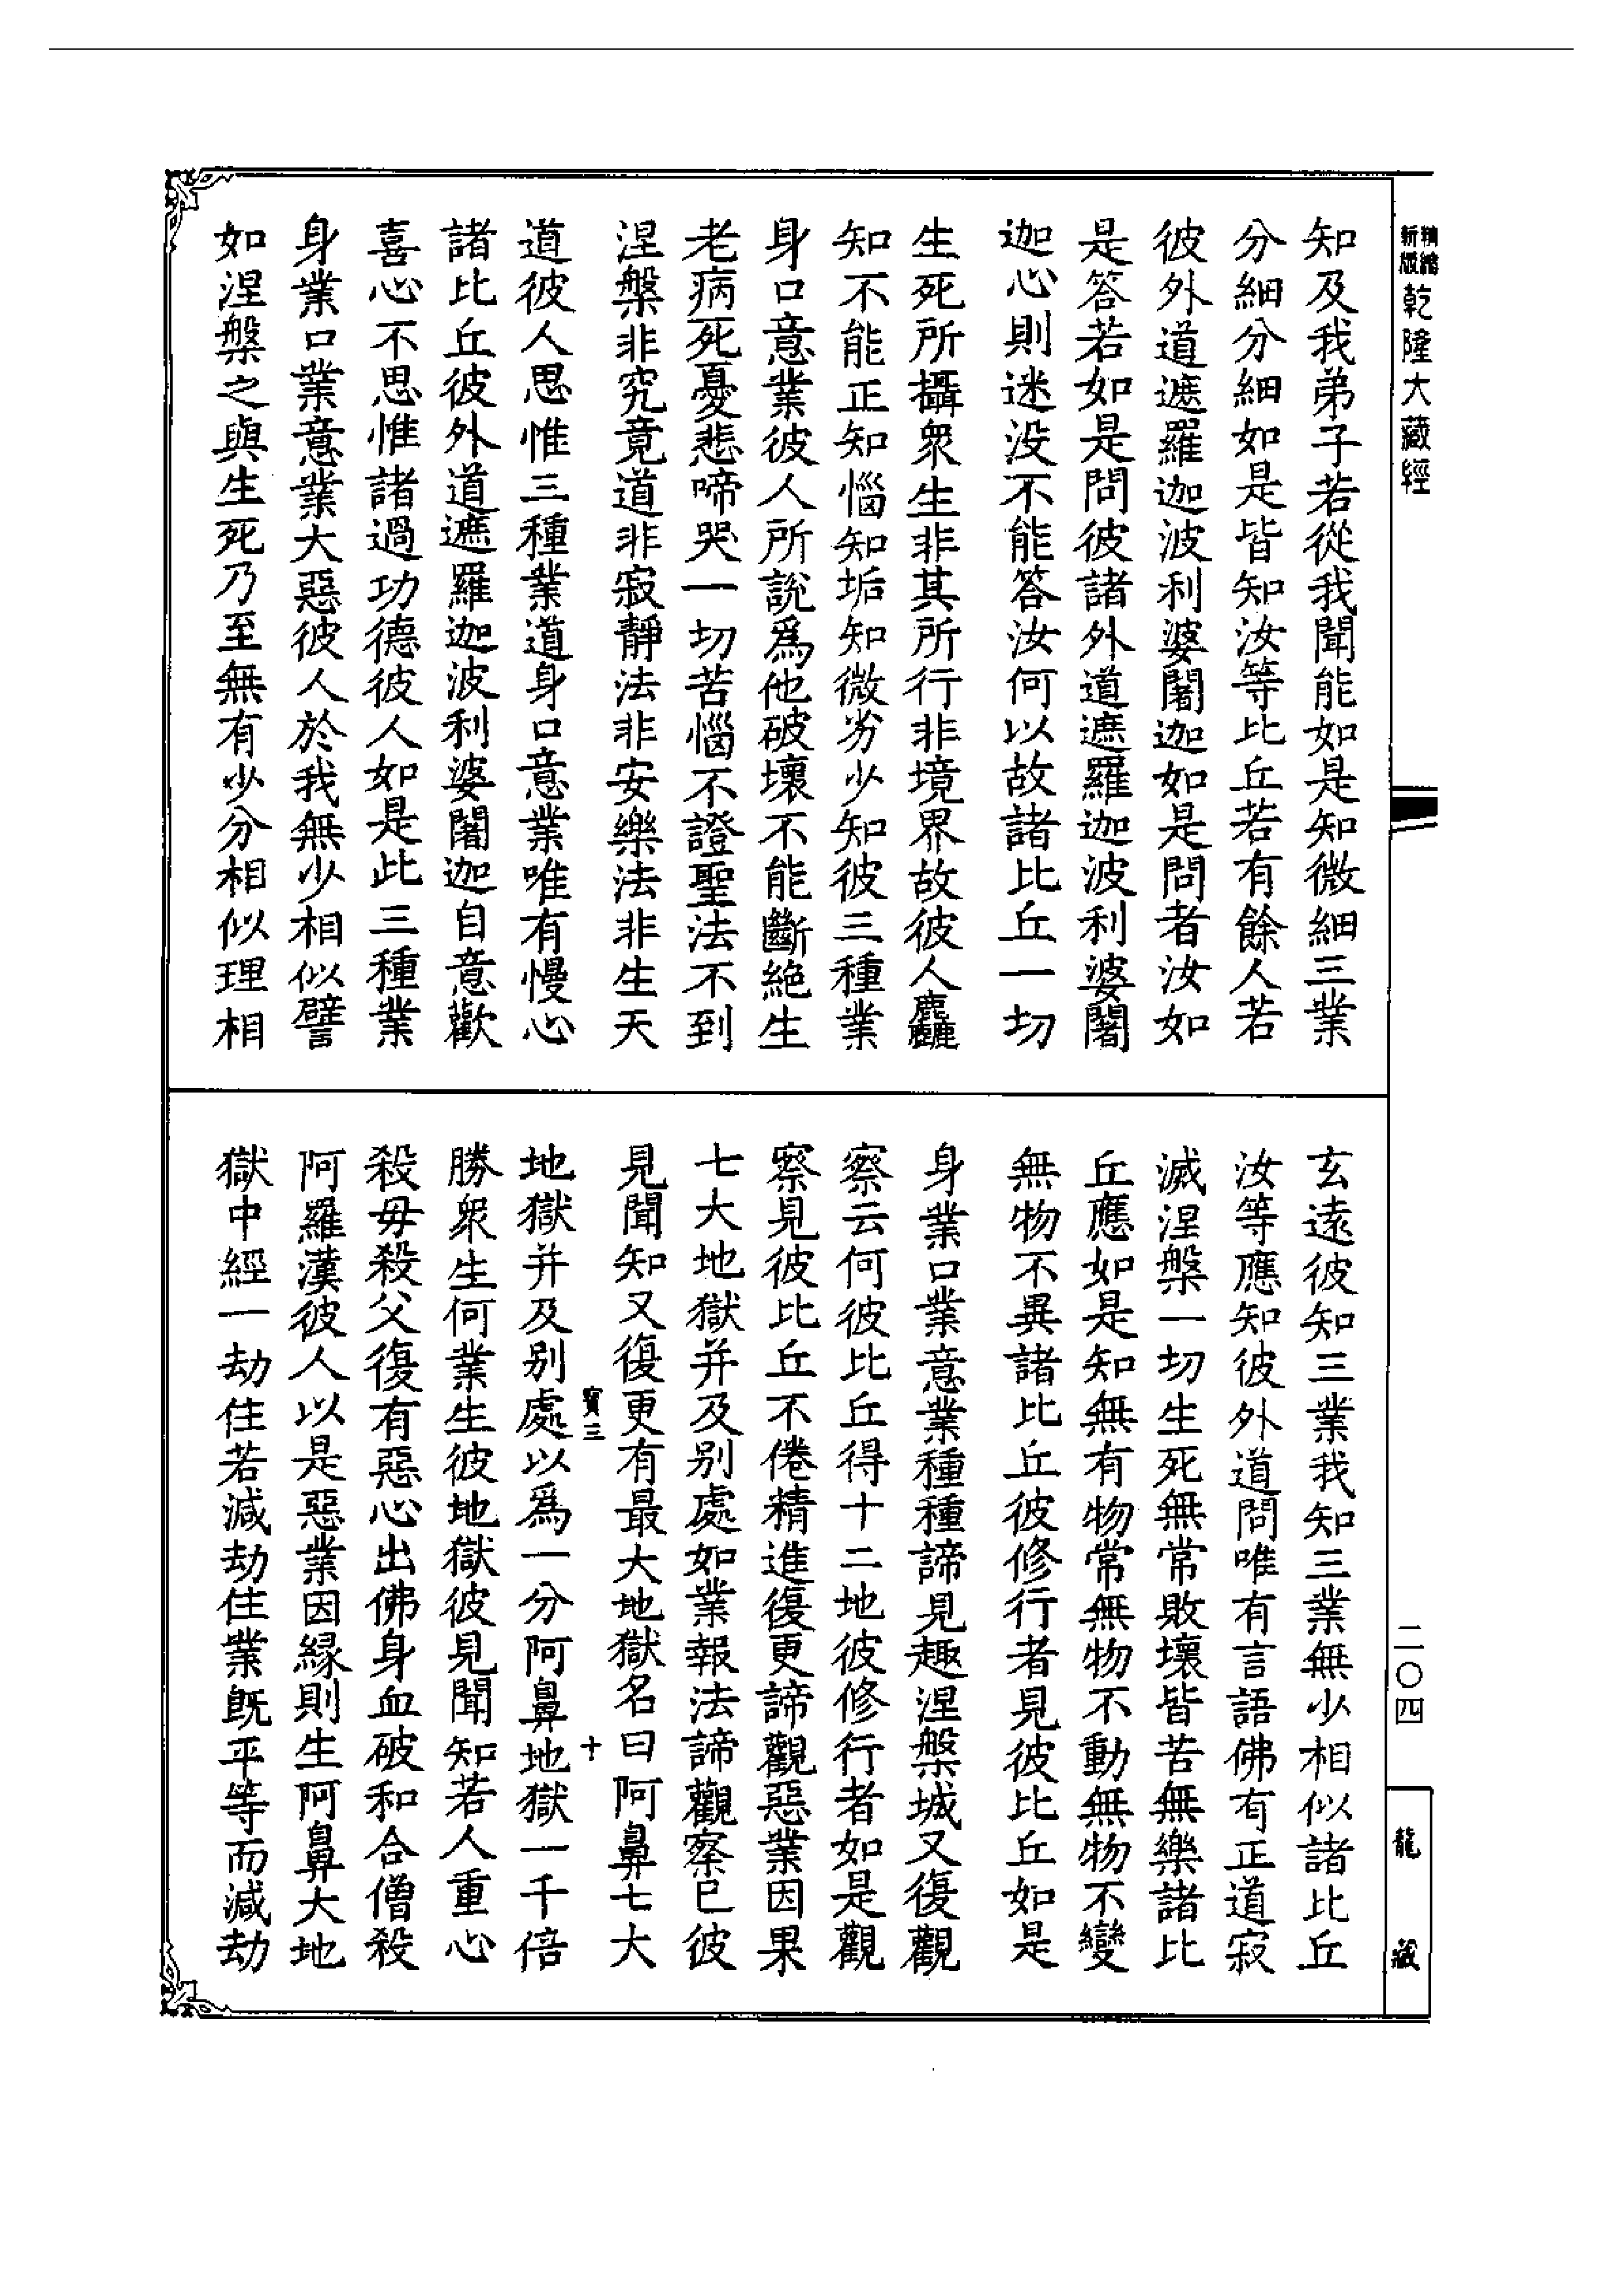 精縮新版乾隆大藏經
知及我弟子若從我聞能如是知微細三業
分細分細如是皆知汝等比丘若有餘人若
彼外道遮羅迦波利婆闍迦如是問者汝如
是答若如是問彼諸外道遮羅迦波利婆闍
迦心則迷没不能答汝何以故諸比丘一切
生死所攝衆生非其所行非境界故彼人麤
知不能正知惱知垢知微劣少知彼三種業
身口意業彼人所說爲他破壞不能斷絶生
老病死憂悲啼哭一切苦惱不證聖法不到
涅槃非究竟道非寂靜法非安樂法非生天
道彼人思惟三種業道身口意業唯有慢心
諸比丘彼外道遮羅迦波利婆闍迦自意歡
喜心不思惟諸過功德彼人如是此三種業
身業口業意業大惡彼人於我無少相似譬
如涅槃之與生死乃至無有少分相似理相
玄遠彼知三業我知三業無少相似諸比丘
汝等應知彼外道問唯有言語佛有正道寂
滅涅槃一切生死無常敗壞皆苦無樂諸比
丘應如是知無有物常無物不動無物不變
無物不異諸比丘彼修行者見彼比丘如是
身業口業意業種種諦見趣涅槃城又復觀
察云何彼比丘得十二地彼修行者如是觀
察見彼比丘不倦精進復更諦觀惡業因果
七大地獄并及别處如業報法諦觀察已彼
見聞知又復更有最大地獄名曰阿鼻七大
寶三 十
地獄并及别處以爲一分阿鼻地獄一千倍
勝衆生何業生彼地獄彼見聞知若人重心
殺母殺父復有惡心出佛身血破和合僧殺
阿羅漢彼人以是惡業因緣則生阿鼻大地
獄中經一劫住若減劫住業旣平等而減劫
二〇四
龍藏